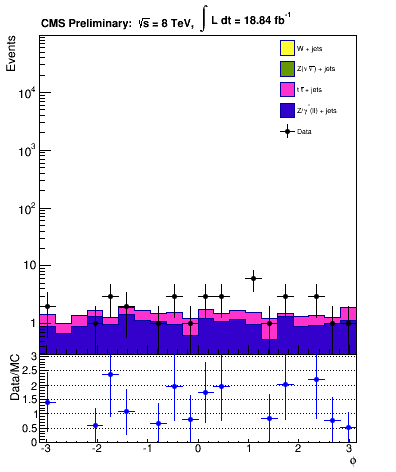 CMS Preliminary: √s = 8 TeV, ∫ L dt = 18.84 fb⁻¹
Events
W + jets
Z(νν̅) + jets
t t̅ + jets
Z/γ*(ll) + jets
Data
10⁴
10³
10²
10
1
Data/MC
3
2.5
2
1.5
1
0.5
0
-3 -2 -1 0 1 2 3
ϕ